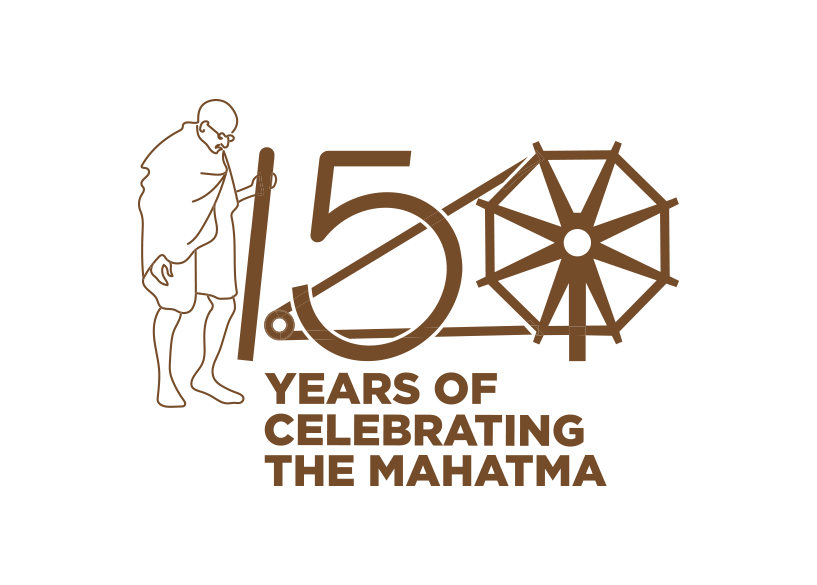 150
YEARS OF
CELEBRATING
THE MAHATMA